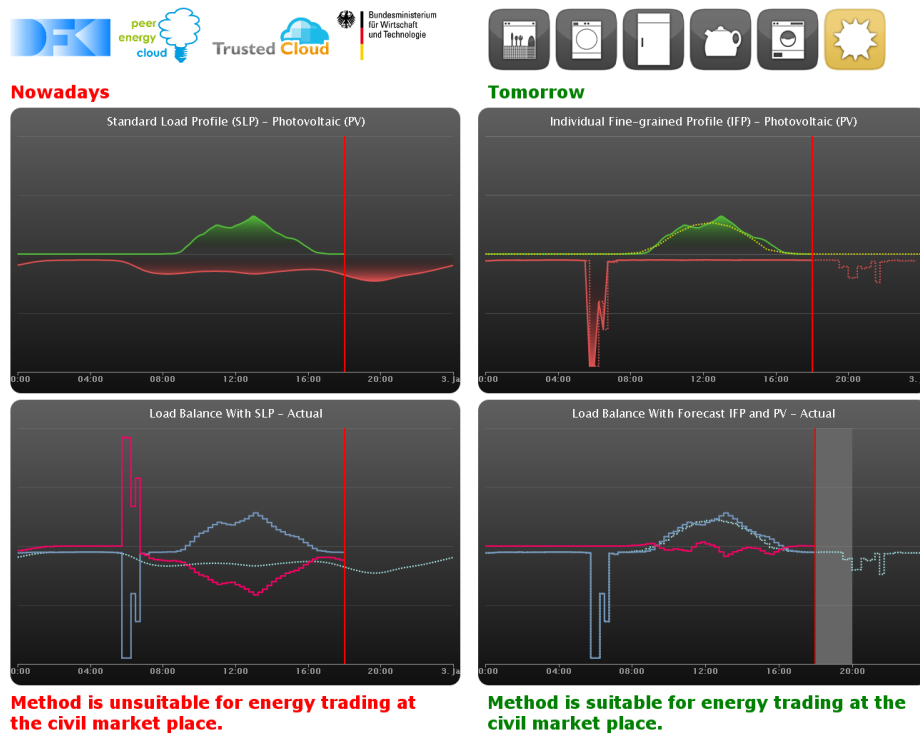 DFKI
peer
energy
cloud
Trusted Cloud
Bundesministerium
für Wirtschaft
und Technologie
Nowadays
Tomorrow
Standard Load Profile (SLP) – Photovoltaic (PV)
0:00 04:00 08:00 12:00 16:00 20:00 3. Ja
Individual Fine-grained Profile (IFP) – Photovoltaic (PV)
0:00 04:00 08:00 12:00 16:00 20:00 3.
Load Balance With SLP – Actual
0:00 04:00 08:00 12:00 16:00 20:00 3. Ja
Load Balance With Forecast IFP and PV – Actual
0:00 04:00 08:00 12:00 16:00 20:00
Method is unsuitable for energy trading at
the civil market place.
Method is suitable for energy trading at the
civil market place.